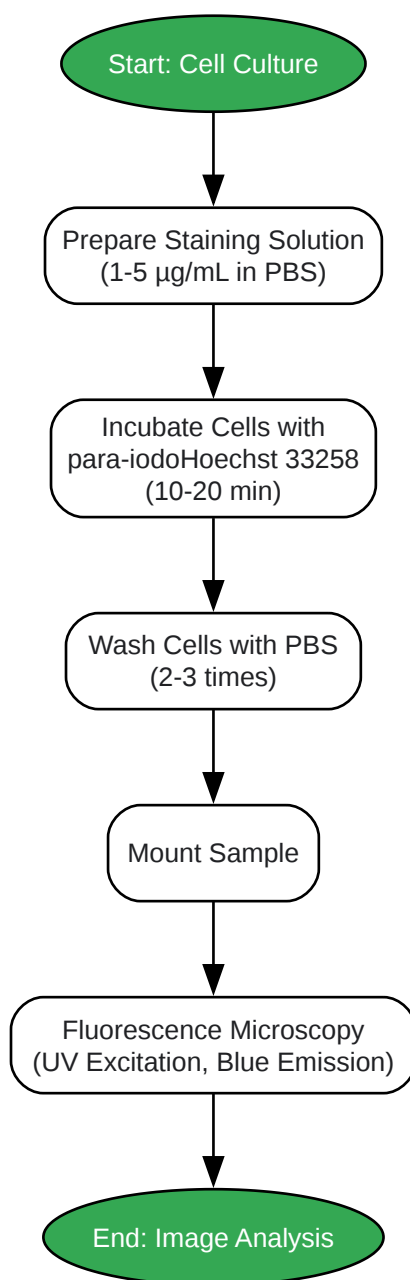 Start: Cell Culture
Prepare Staining Solution
(1-5 µg/mL in PBS)
Incubate Cells with
para-iodoHoechst 33258
(10-20 min)
Wash Cells with PBS
(2-3 times)
Mount Sample
Fluorescence Microscopy
(UV Excitation, Blue Emission)
End: Image Analysis